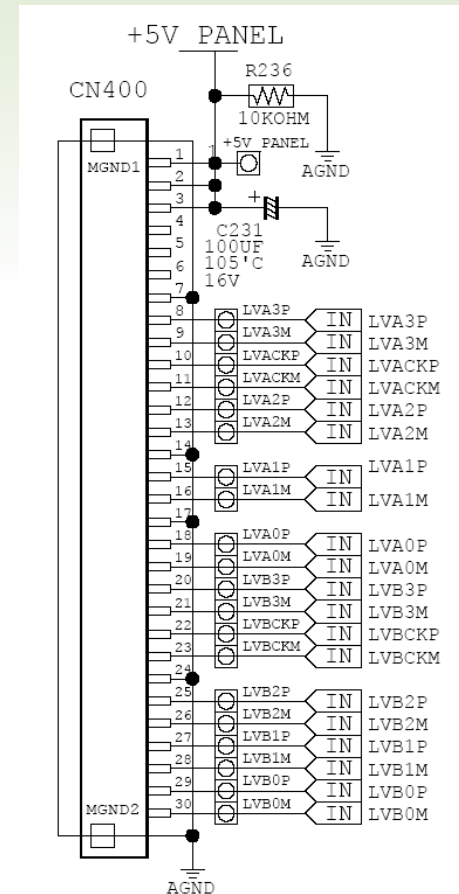 +5V PANEL
R236
CN400
10KOHM
MGND1
1
1
+5V PANEL
AGND
2
3
+
4
C231
5
100UF
AGND
6
105'C
7
16V
8 LVA3P IN LVA3P
9 LVA3M IN LVA3M
10 LVACKP IN LVACKP
11 LVACKM IN LVACKM
12 LVA2P IN LVA2P
13 LVA2M IN LVA2M
14
15 LVA1P IN LVA1P
16 LVA1M IN LVA1M
17
18 LVA0P IN LVA0P
19 LVA0M IN LVA0M
20 LVB3P IN LVB3P
21 LVB3M IN LVB3M
22 LVBCKP IN LVBCKP
23 LVBCKM IN LVBCKM
24
25 LVB2P IN LVB2P
26 LVB2M IN LVB2M
27 LVB1P IN LVB1P
28 LVB1M IN LVB1M
29 LVB0P IN LVB0P
MGND2
30 LVB0M IN LVB0M
AGND